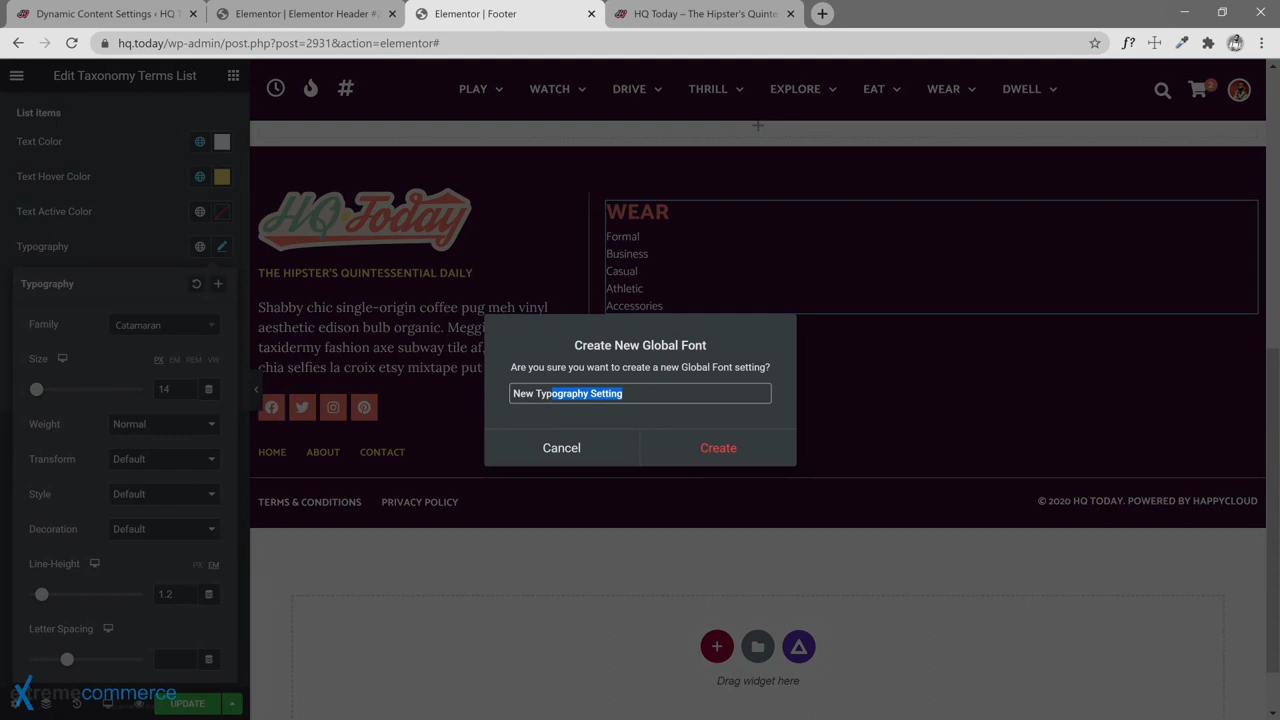 Dynamic Content Settings ‹ HQ T
Elementor | Elementor Header #
Elementor | Footer
HQ Today – The Hipster's Quinte
hq.today/wp-admin/post.php?post=2931&action=elementor#
f?
Edit Taxonomy Terms List
PLAY
WATCH
DRIVE
THRILL
EXPLORE
EAT
WEAR
DWELL
2
List items
Text Color
Text Hover Color
Text Active Color
Typography
Typography
Family
Catamaran
Size
PX EM REM VW
14
Weight
Normal
Transform
Default
Style
Default
Decoration
Default
Line-Height
PX EM
1.2
Letter Spacing
extremecommerce
UPDATE
HQ Today
THE HIPSTER'S QUINTESSENTIAL DAILY
Shabby chic single-origin coffee pug meh vinyl
aesthetic edison bulb organic. Meggi
taxidermy fashion axe subway tile af,
chia selfies la croix etsy mixtape put
HOME ABOUT CONTACT
WEAR
Formal
Business
Casual
Athletic
Accessories
Create New Global Font
Are you sure you want to create a new Global Font setting?
New Typography Setting
Cancel
Create
TERMS & CONDITIONS PRIVACY POLICY
© 2020 HQ TODAY. POWERED BY HAPPYCLOUD
Drag widget here